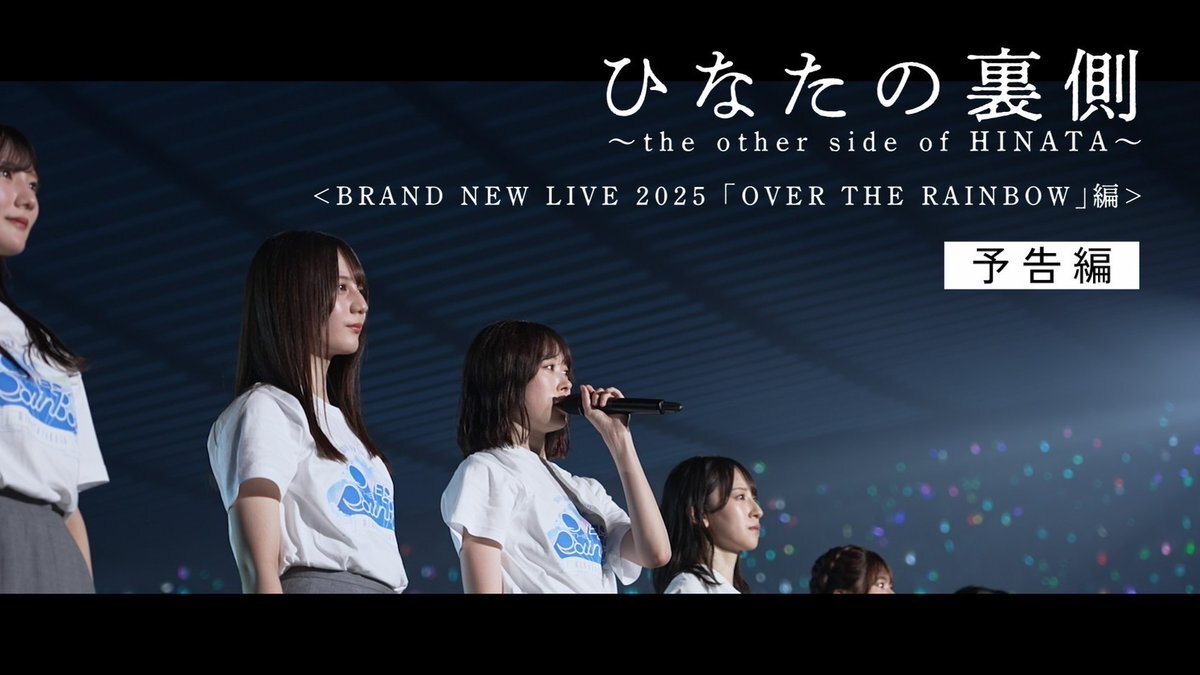 ひなたの裏側
～the other side of HINATA～
＜BRAND NEW LIVE 2025「OVER THE RAINBOW」編＞
予告編